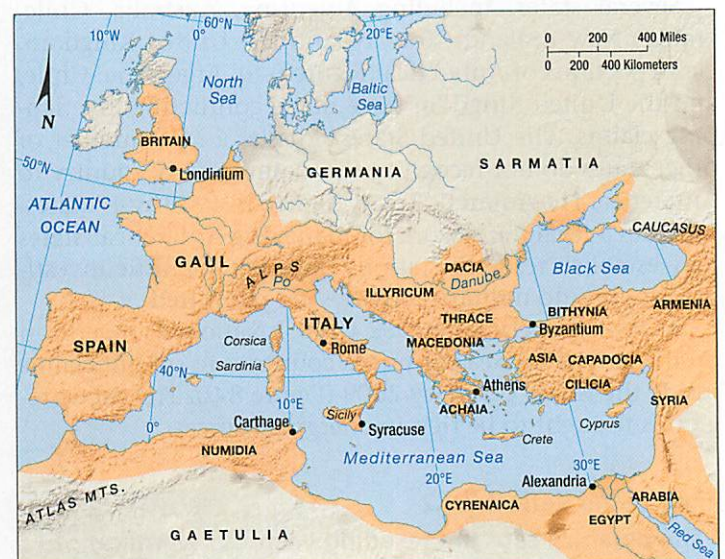 10°W
0°
10°E
60°N
20°E
0 200 400 Miles
0 200 400 Kilometers
North
Sea
Baltic
Sea
N
BRITAIN
50°N
Londinium
GERMANIA
SARMATIA
ATLANTIC
OCEAN
CAUCASUS
GAUL
ALPS
Po
DACIA
Danube
Black Sea
ILLYRICUM
ARMENIA
THRACE
BITHYNIA
Byzantium
ITALY
Corsica
Rome
MACEDONIA
SPAIN
Sardinia
40°N
ASIA
CAPADOCIA
Athens
CILICIA
ACHAIA
SYRIA
0°
10°E
Sicily
Carthage
Syracuse
Cyprus
Crete
NUMIDIA
Mediterranean Sea
20°E
30°E
Alexandria
ATLAS MTS.
CYRENAICA
ARABIA
EGYPT
GAETULIA
Red Sea